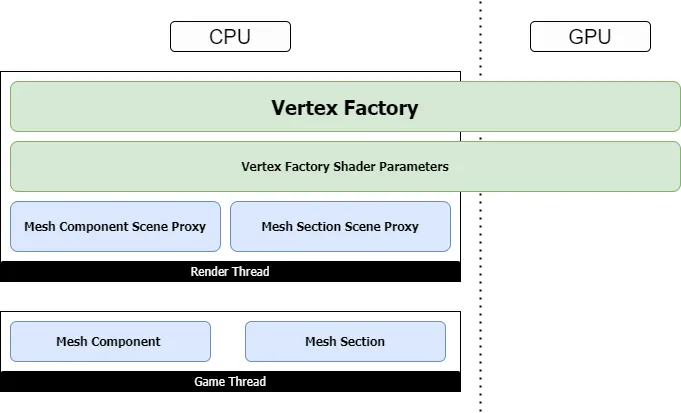 CPU
GPU
Vertex Factory
Vertex Factory Shader Parameters
Mesh Component Scene Proxy
Mesh Section Scene Proxy
Render Thread
Mesh Component
Mesh Section
Game Thread